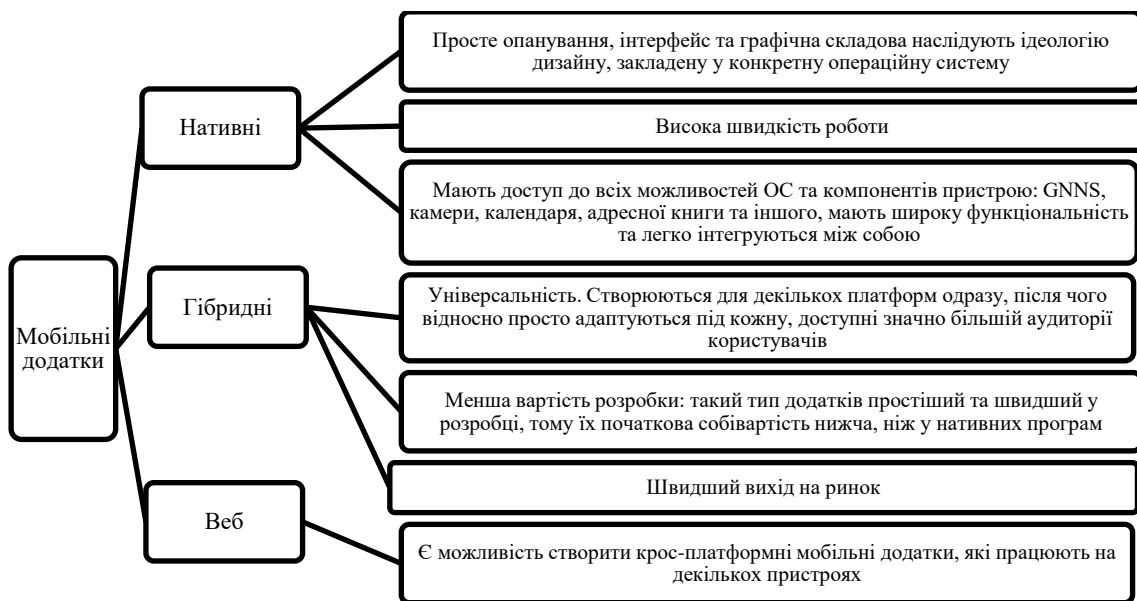 Просте опанування, інтерфейс та графічна складова наслідують ідеологію
дизайну, закладену у конкретну операційну систему
Нативні
Висока швидкість роботи
Мають доступ до всіх можливостей ОС та компонентів пристрою: GNNS,
камери, календаря, адресної книги та іншого, мають широку функціональність
та легко інтегруються між собою
Мобільні
додатки
Гібридні
Універсальність. Створюються для декількох платформ одразу, після чого
відносно просто адаптуються під кожну, доступні значно більшій аудиторії
користувачів
Менша вартість розробки: такий тип додатків простіший та швидший у
розробці, тому їх початкова собівартість нижча, ніж у нативних програм
Швидший вихід на ринок
Веб
Є можливість створити крос-платформні мобільні додатки, які працюють на
декількох пристроях